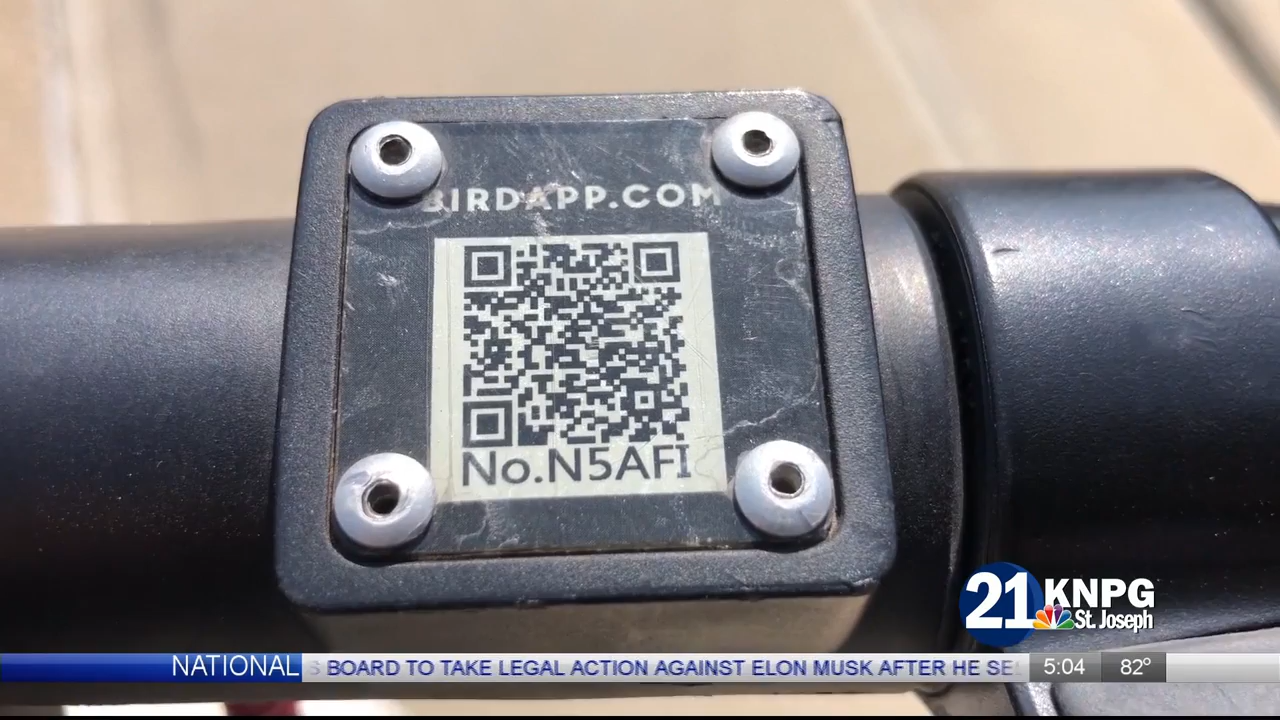 BIRDAPP.COM
No.N5AFI
21 KNPG
St. Joseph
NATIONAL
BOARD TO TAKE LEGAL ACTION AGAINST ELON MUSK AFTER HE
5:04
82°